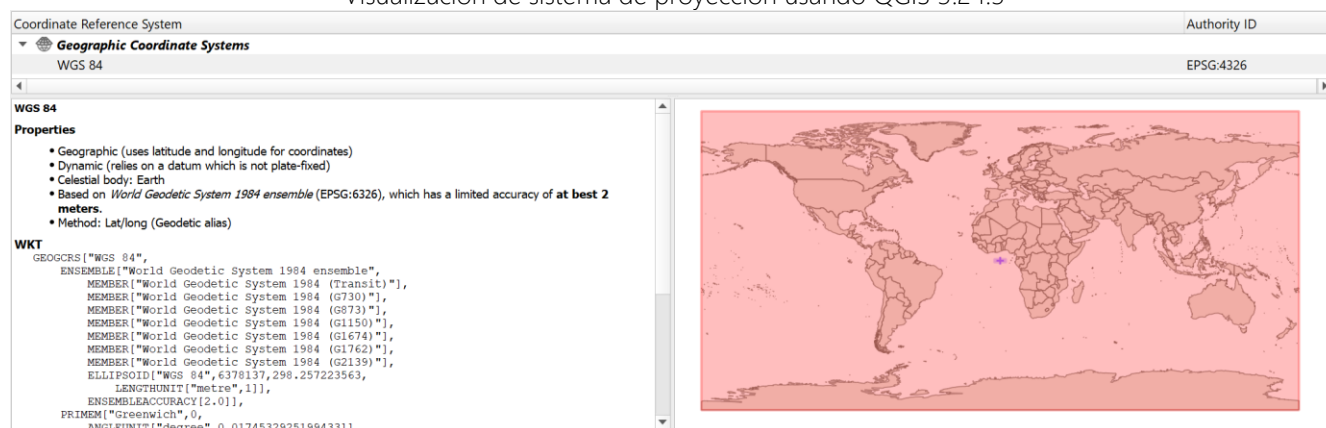 Visualización de sistema de proyección usando QGIS 3.24.3
Coordinate Reference System
Authority ID
Geographic Coordinate Systems
WGS 84
EPSG:4326
WGS 84
Properties
• Geographic (uses latitude and longitude for coordinates)
• Dynamic (relies on a datum which is not plate-fixed)
• Celestial body: Earth
• Based on World Geodetic System 1984 ensemble (EPSG:6326), which has a limited accuracy of at best 2
meters.
• Method: Lat/long (Geodetic alias)
WKT
GEOGCRS["WGS 84",
ENSEMBLE["World Geodetic System 1984 ensemble",
MEMBER["World Geodetic System 1984 (Transit)"],
MEMBER["World Geodetic System 1984 (G730)"],
MEMBER["World Geodetic System 1984 (G873)"],
MEMBER["World Geodetic System 1984 (G1150)"],
MEMBER["World Geodetic System 1984 (G1674)"],
MEMBER["World Geodetic System 1984 (G1762)"],
MEMBER["World Geodetic System 1984 (G2139)"],
ELLIPSOID["WGS 84",6378137,298.257223563,
LENGTHUNIT["metre",1]],
ENSEMBLEACCURACY[2.0]],
PRIMEM["Greenwich",0,
ANGLEUNIT["degree",0.0174532925199433]],